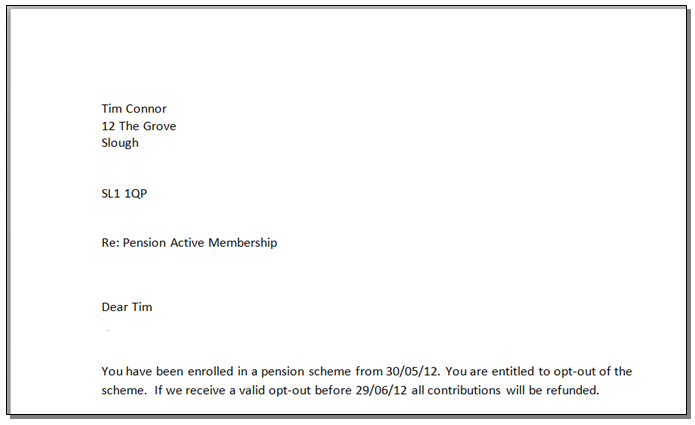 Tim Connor
12 The Grove
Slough
SL1 1QP
Re: Pension Active Membership
Dear Tim
You have been enrolled in a pension scheme from 30/05/12. You are entitled to opt-out of the
scheme. If we receive a valid opt-out before 29/06/12 all contributions will be refunded.